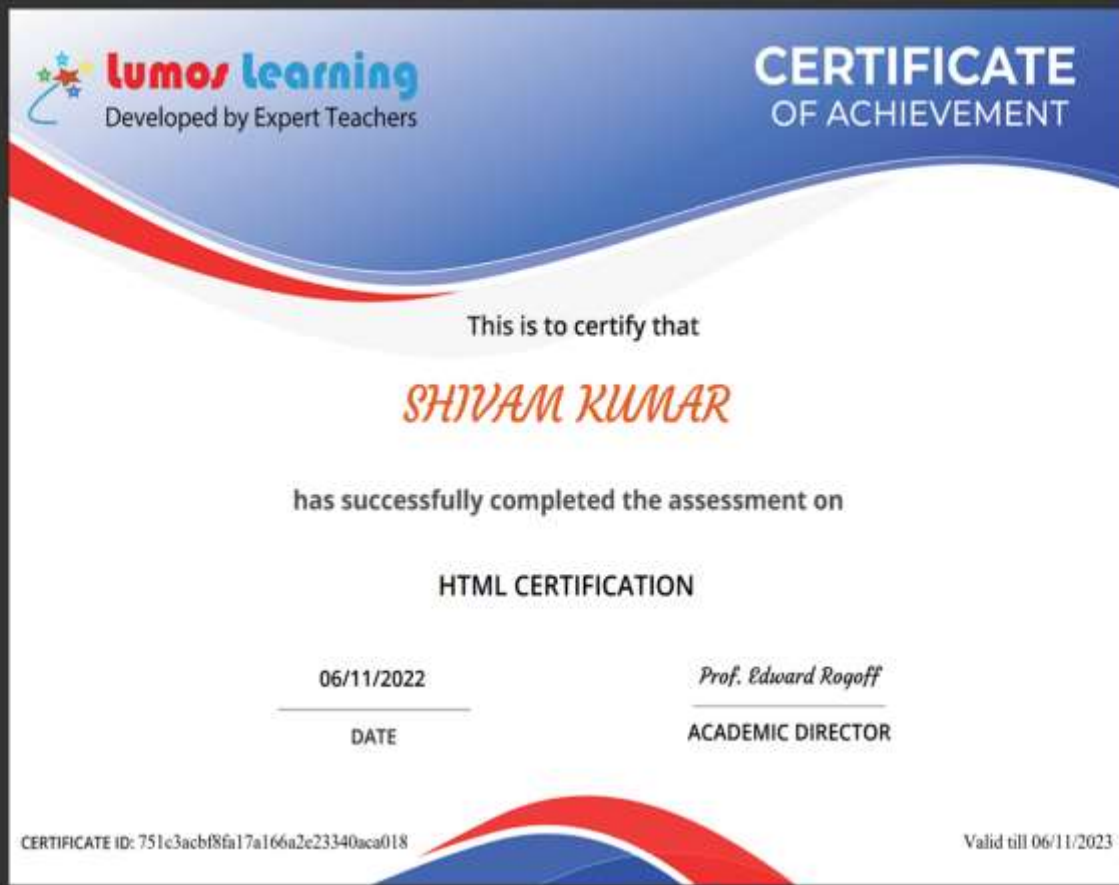 Lumos Learning
Developed by Expert Teachers
CERTIFICATE
OF ACHIEVEMENT
This is to certify that
SHIVAM KUMAR
has successfully completed the assessment on
HTML CERTIFICATION
06/11/2022
DATE
Prof. Edward Rogoff
ACADEMIC DIRECTOR
CERTIFICATE ID: 751c3acbf8fa17a166a2e23340aca018
Valid till 06/11/2023